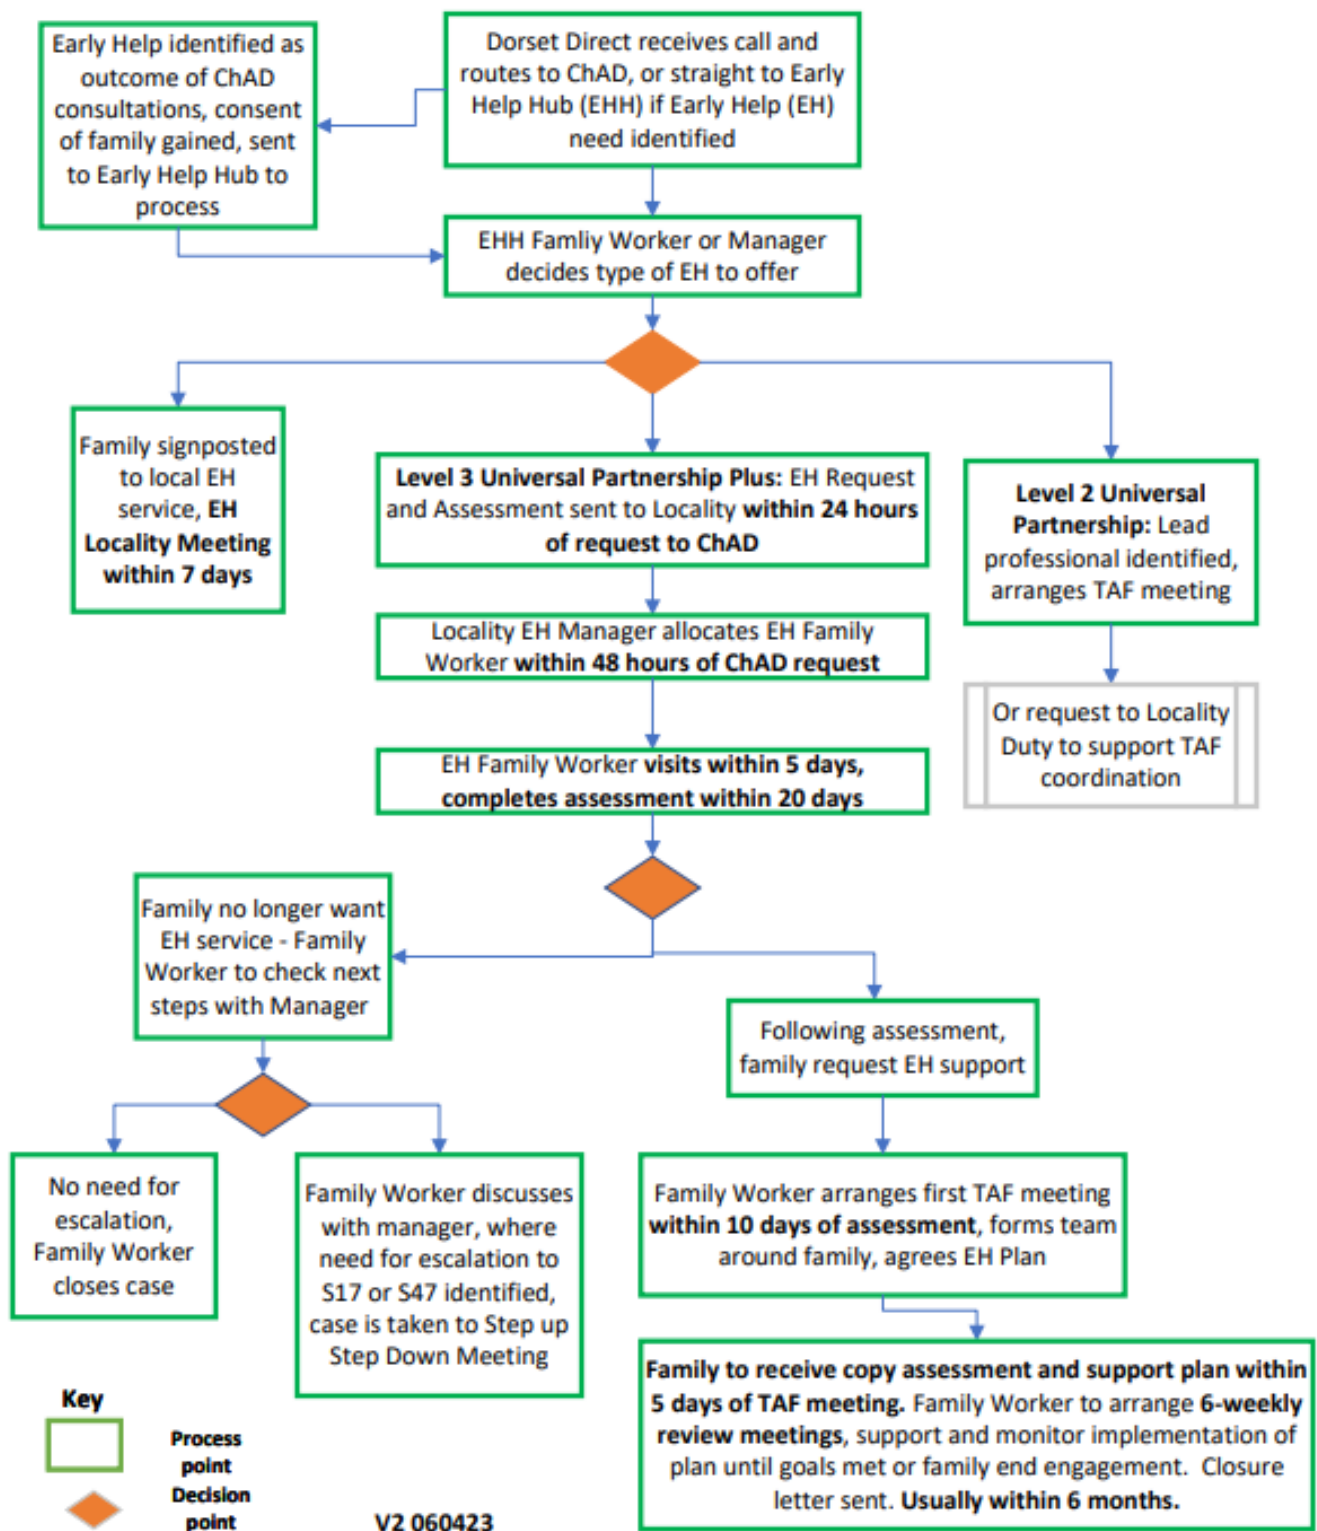 Early Help identified as
outcome of ChAD
consultations, consent
of family gained, sent
to Early Help Hub to
process
Dorset Direct receives call and
routes to ChAD, or straight to Early
Help Hub (EHH) if Early Help (EH)
need identified
EHH Famliy Worker or Manager
decides type of EH to offer
Family signposted
to local EH
service, EH
Locality Meeting
within 7 days
Level 3 Universal Partnership Plus: EH Request
and Assessment sent to Locality within 24 hours
of request to ChAD
Level 2 Universal
Partnership: Lead
professional identified,
arranges TAF meeting
Locality EH Manager allocates EH Family
Worker within 48 hours of ChAD request
Or request to Locality
Duty to support TAF
coordination
EH Family Worker visits within 5 days,
completes assessment within 20 days
Family no longer want
EH service - Family
Worker to check next
steps with Manager
Following assessment,
family request EH support
No need for
escalation,
Family Worker
closes case
Family Worker discusses
with manager, where
need for escalation to
S17 or S47 identified,
case is taken to Step up
Step Down Meeting
Family Worker arranges first TAF meeting
within 10 days of assessment, forms team
around family, agrees EH Plan
Family to receive copy assessment and support plan within
5 days of TAF meeting. Family Worker to arrange 6-weekly
review meetings, support and monitor implementation of
plan until goals met or family end engagement. Closure
letter sent. Usually within 6 months.
Key
Process
point
Decision
point
V2 060423